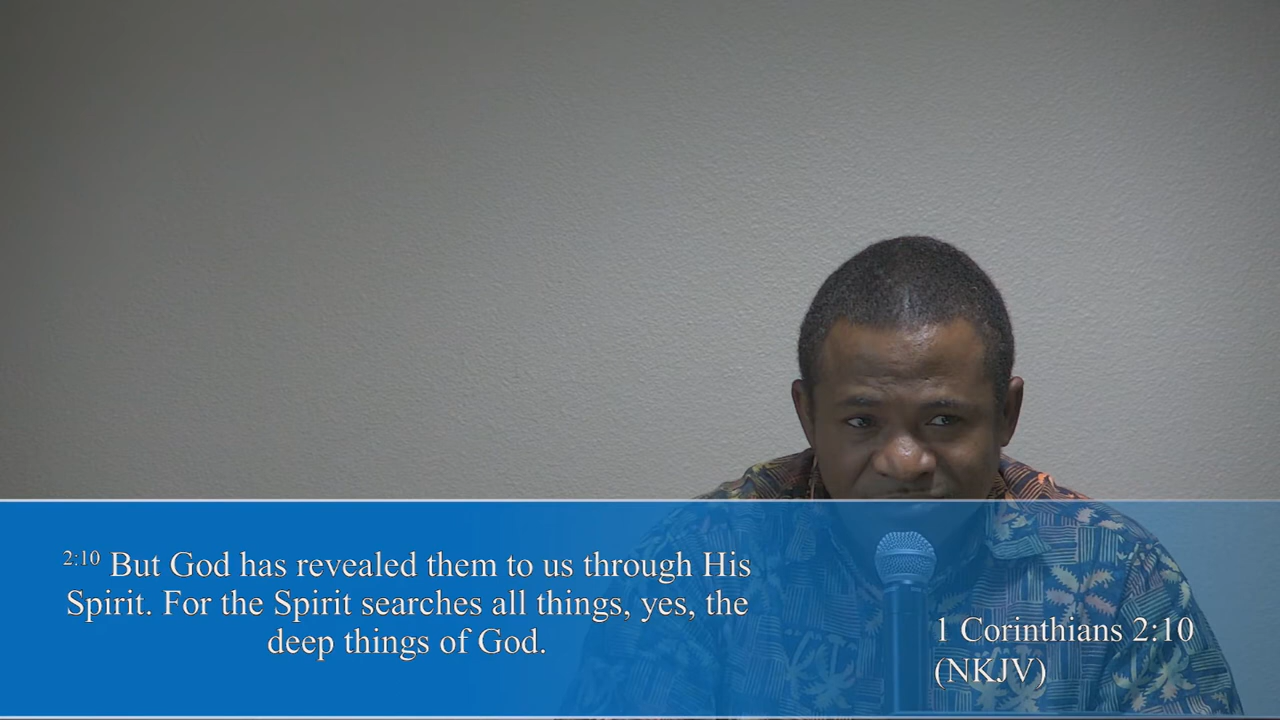 2:10 But God has revealed them to us through His
Spirit. For the Spirit searches all things, yes, the
deep things of God.
1 Corinthians 2:10
(NKJV)